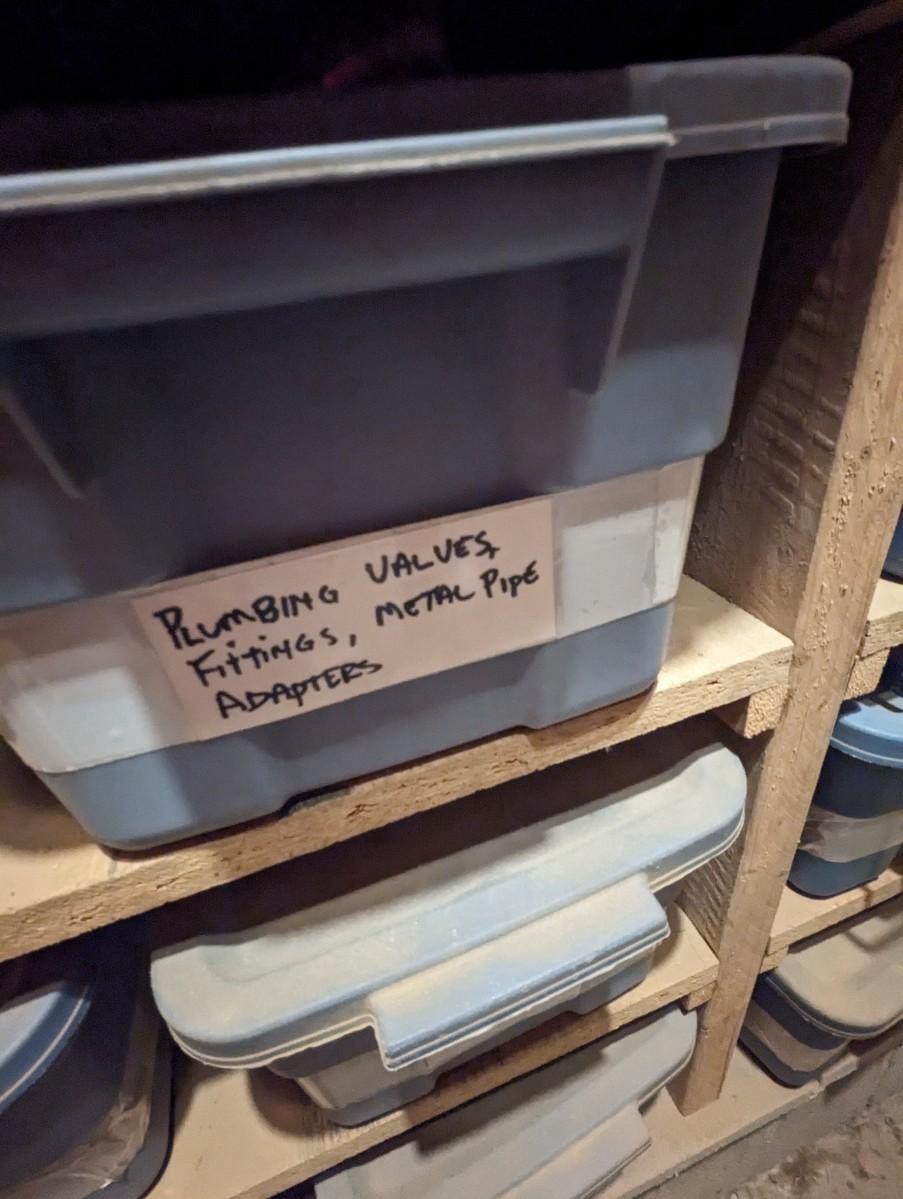 PLUMBING VALVES,
FittiNGS, METAL PiPE
ADAPTERS